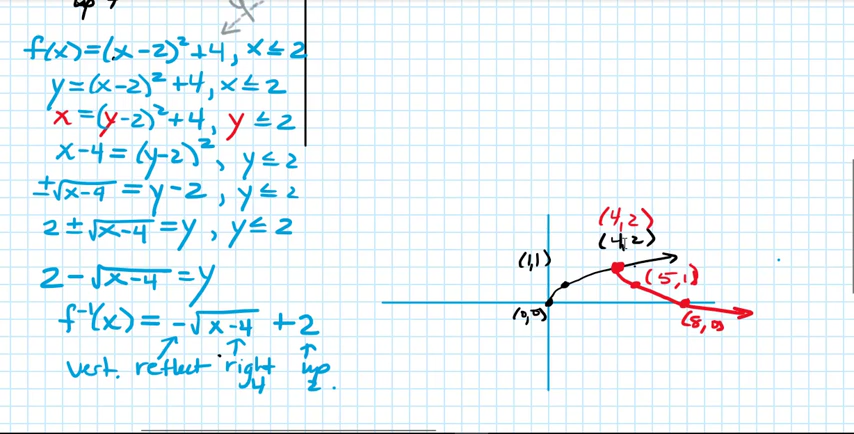 up
f(x)=(x-2)²+4, x≤2
y=(x-2)²+4, x≤2
x=(y-2)²+4, y≤2
x-4=(y-2)², y≤2
±√x-4=y-2, y≤2
2±√x-4=y, y≤2
2-√x-4=y
f⁻¹(x)=-√x-4+2
vert. reflect right up
4 2.
(4,2)
(4,2)
(1,1)
(5,1)
(0,0)
(8,0)